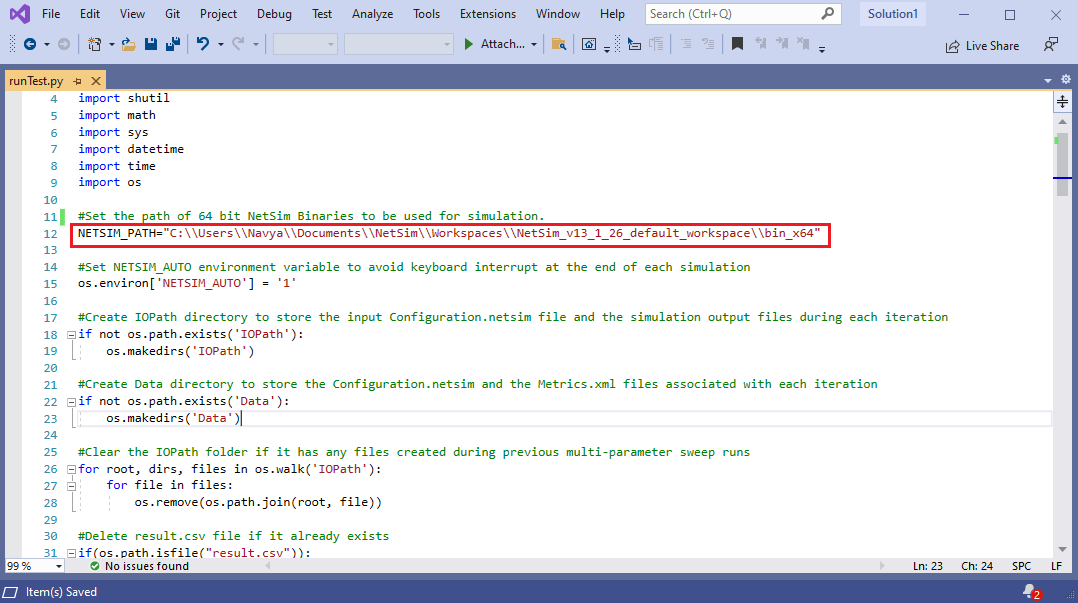 File Edit View Git Project Debug Test Analyze Tools Extensions Window Help Search (Ctrl+Q) Solution1
Attach... Live Share
runTest.py
4 import shutil
5 import math
6 import sys
7 import datetime
8 import time
9 import os
10
11 #Set the path of 64 bit NetSim Binaries to be used for simulation.
12 NETSIM_PATH="C:\\Users\\Navya\\Documents\\NetSim\\Workspaces\\NetSim_v13_1_26_default_workspace\\bin_x64"
13
14 #Set NETSIM_AUTO environment variable to avoid keyboard interrupt at the end of each simulation
15 os.environ['NETSIM_AUTO'] = '1'
16
17 #Create IOPath directory to store the input Configuration.netsim file and the simulation output files during each iteration
18 if not os.path.exists('IOPath'):
19 os.makedirs('IOPath')
20
21 #Create Data directory to store the Configuration.netsim and the Metrics.xml files associated with each iteration
22 if not os.path.exists('Data'):
23 os.makedirs('Data')
24
25 #Clear the IOPath folder if it has any files created during previous multi-parameter sweep runs
26 for root, dirs, files in os.walk('IOPath'):
27 for file in files:
28 os.remove(os.path.join(root, file))
29
30 #Delete result.csv file if it already exists
31 if(os.path.isfile("result.csv")):
99 % No issues found Ln: 23 Ch: 24 SPC LF
Item(s) Saved 2